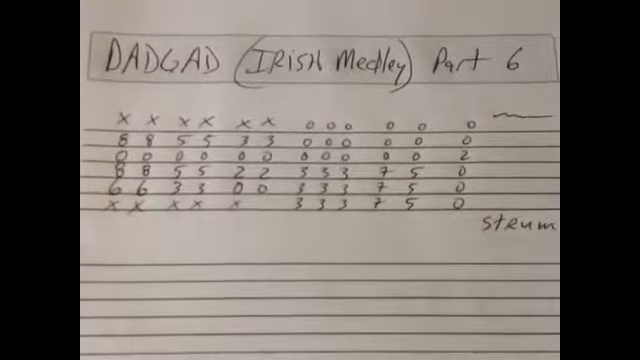 DADGAD (IRISH Medley) Part 6
x x x x x x 0 0 0 0 0 0
8 8 5 5 3 3 0 0 0 0 0 0
0 0 0 0 0 0 0 0 0 0 0 2
8 8 5 5 2 2 3 3 3 7 5 0
6 6 3 3 0 0 3 3 3 7 5 0
x x x x x 3 3 3 7 5 0
strum